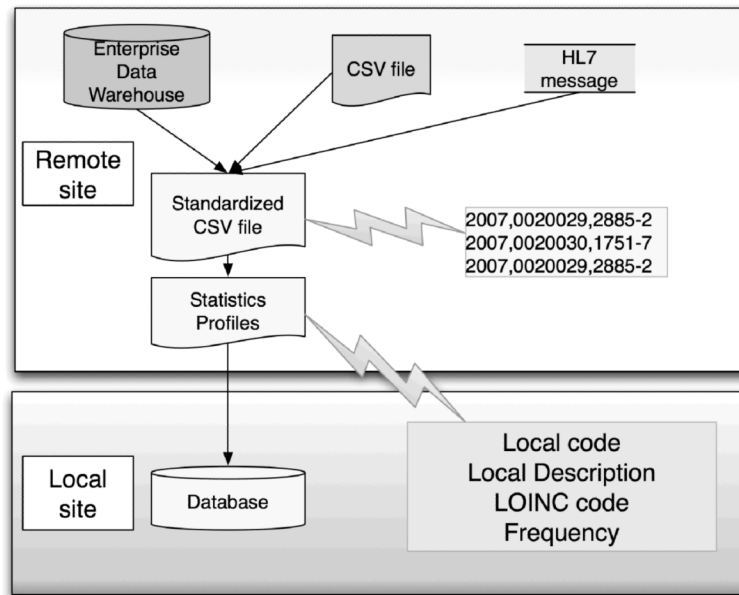 Enterprise
Data
Warehouse
CSV file
HL7
message
Remote
site
Standardized
CSV file
2007,0020029,2885-2
2007,0020030,1751-7
2007,0020029,2885-2
Statistics
Profiles
Local code
Local Description
LOINC code
Frequency
Local
site
Database